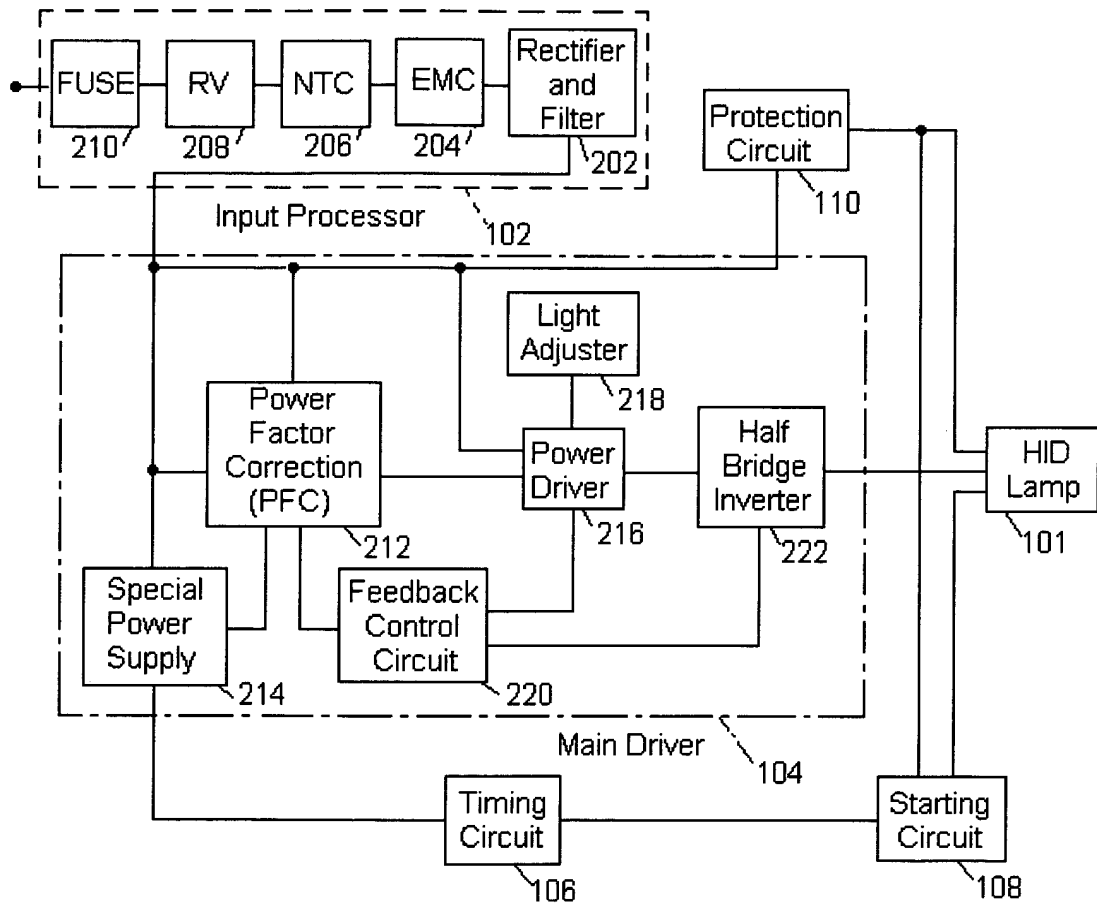 FUSE
210
RV
208
NTC
206
EMC
204
Rectifier
and
Filter
202
Input Processor
102
Protection
Circuit
110
Light
Adjuster
218
Power
Factor
Correction
(PFC)
212
Power
Driver
216
Half
Bridge
Inverter
222
HID
Lamp
101
Special
Power
Supply
214
Feedback
Control
Circuit
220
Main Driver
104
Timing
Circuit
106
Starting
Circuit
108